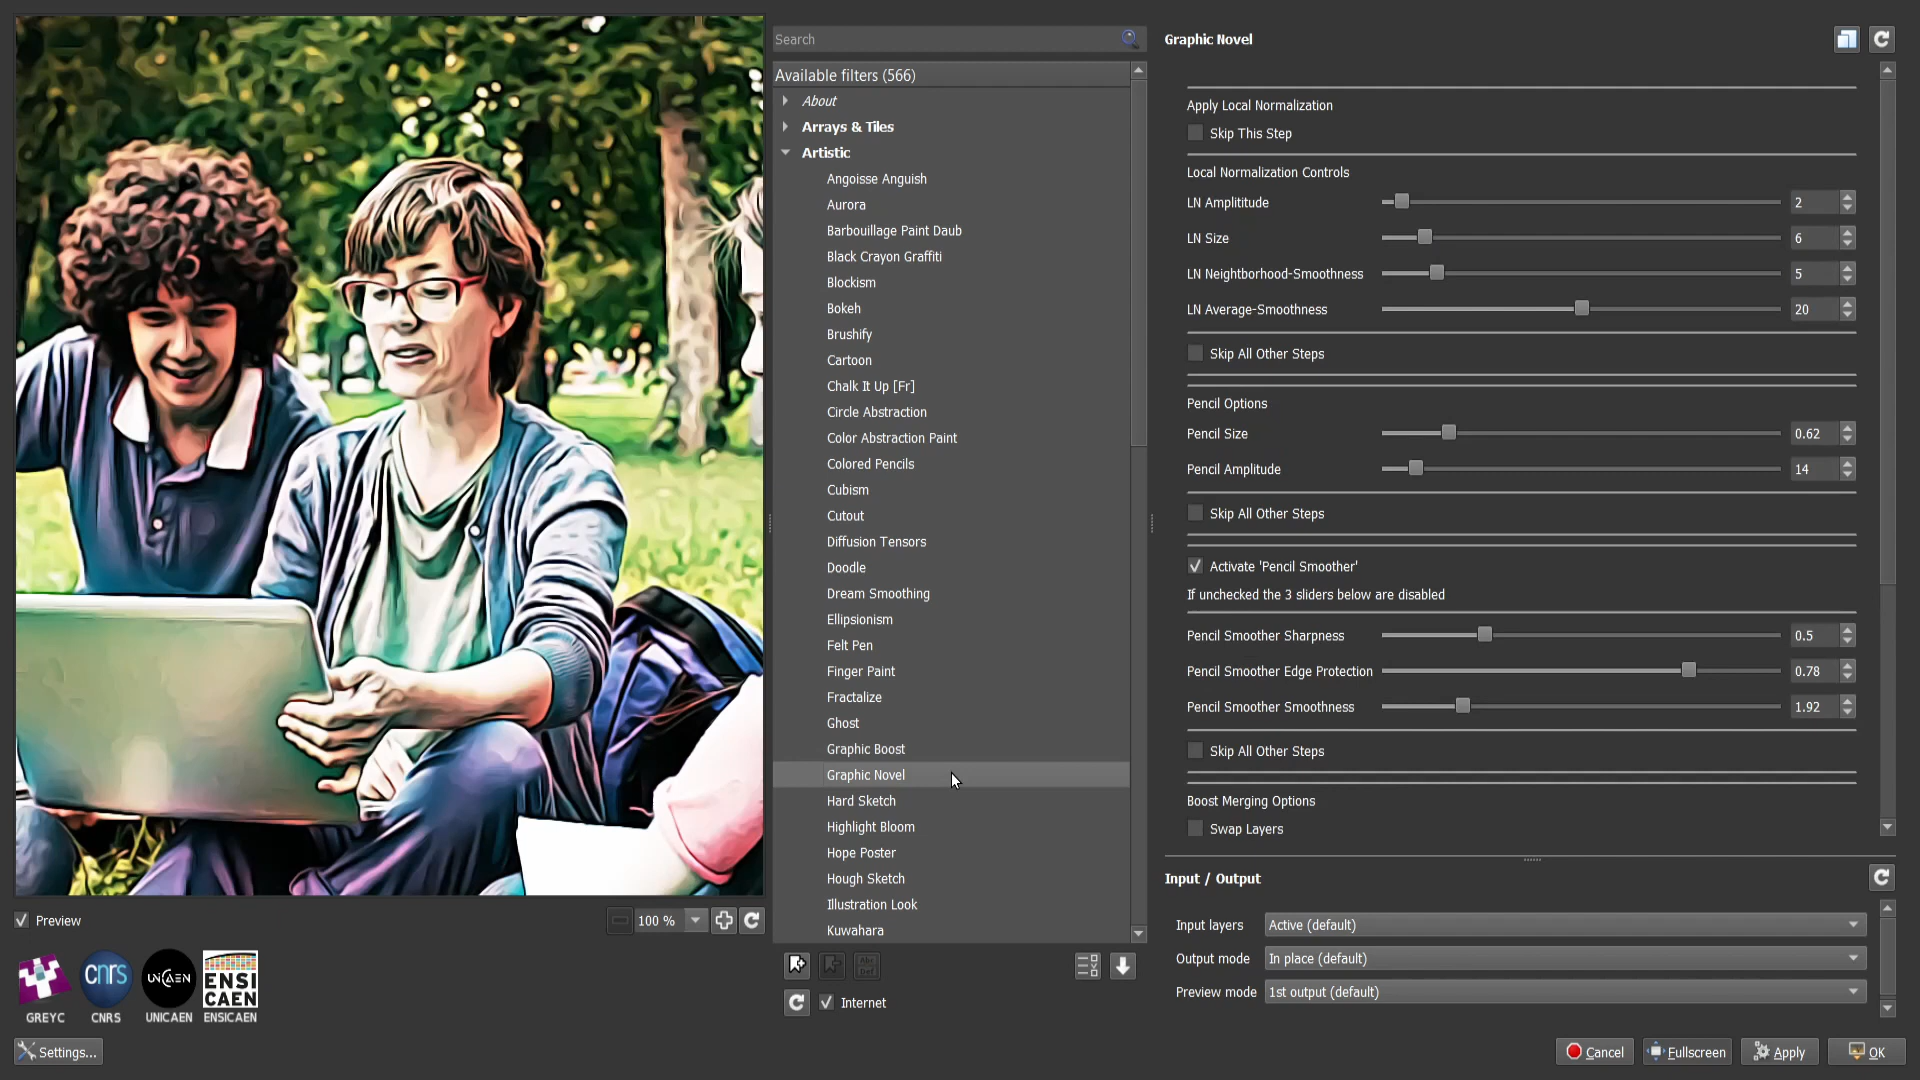 Search
Available filters (566)
About
Arrays & Tiles
Artistic
Angoisse Anguish
Aurora
Barbouillage Paint Daub
Black Crayon Graffiti
Blockism
Bokeh
Brushify
Cartoon
Chalk It Up [Fr]
Circle Abstraction
Color Abstraction Paint
Colored Pencils
Cubism
Cutout
Diffusion Tensors
Doodle
Dream Smoothing
Ellipsionism
Felt Pen
Finger Paint
Fractalize
Ghost
Graphic Boost
Graphic Novel
Hard Sketch
Highlight Bloom
Hope Poster
Hough Sketch
Illustration Look
Kuwahara
Internet
Graphic Novel
Apply Local Normalization
Skip This Step
Local Normalization Controls
LN Amplititude 2
LN Size 6
LN Neightborhood-Smoothness 5
LN Average-Smoothness 20
Skip All Other Steps
Pencil Options
Pencil Size 0.62
Pencil Amplitude 14
Skip All Other Steps
Activate 'Pencil Smoother'
If unchecked the 3 sliders below are disabled
Pencil Smoother Sharpness 0.5
Pencil Smoother Edge Protection 0.78
Pencil Smoother Smoothness 1.92
Skip All Other Steps
Boost Merging Options
Swap Layers
Input / Output
Input layers Active (default)
Output mode In place (default)
Preview mode 1st output (default)
Preview
100 %
cnrs
UNICAEN
ENSI
CAEN
GREYC CNRS UNICAEN ENSICAEN
Settings...
Cancel Fullscreen Apply OK